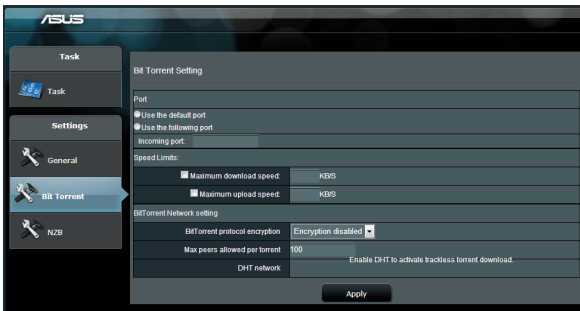 ASUS
Task
Task
Settings
General
Bit Torrent
NZB
Bit Torrent Setting
Port
Use the default port
Use the following port
Incoming port:
Speed Limits:
Maximum download speed: KB/S
Maximum upload speed: KB/S
BitTorrent Network setting
BitTorrent protocol encryption Encryption disabled
Max peers allowed per torrent 100
DHT network Enable DHT to activate trackless torrent download.
Apply